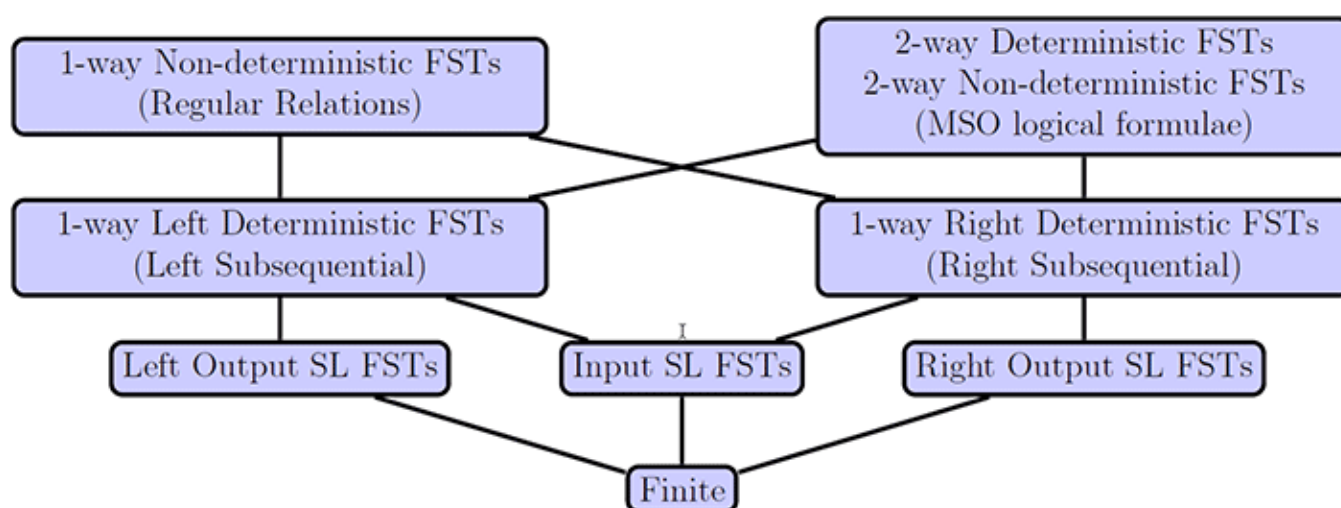 1-way Non-deterministic FSTs
(Regular Relations)
2-way Deterministic FSTs
2-way Non-deterministic FSTs
(MSO logical formulae)
1-way Left Deterministic FSTs
(Left Subsequential)
1-way Right Deterministic FSTs
(Right Subsequential)
Left Output SL FSTs
Input SL FSTs
Right Output SL FSTs
Finite